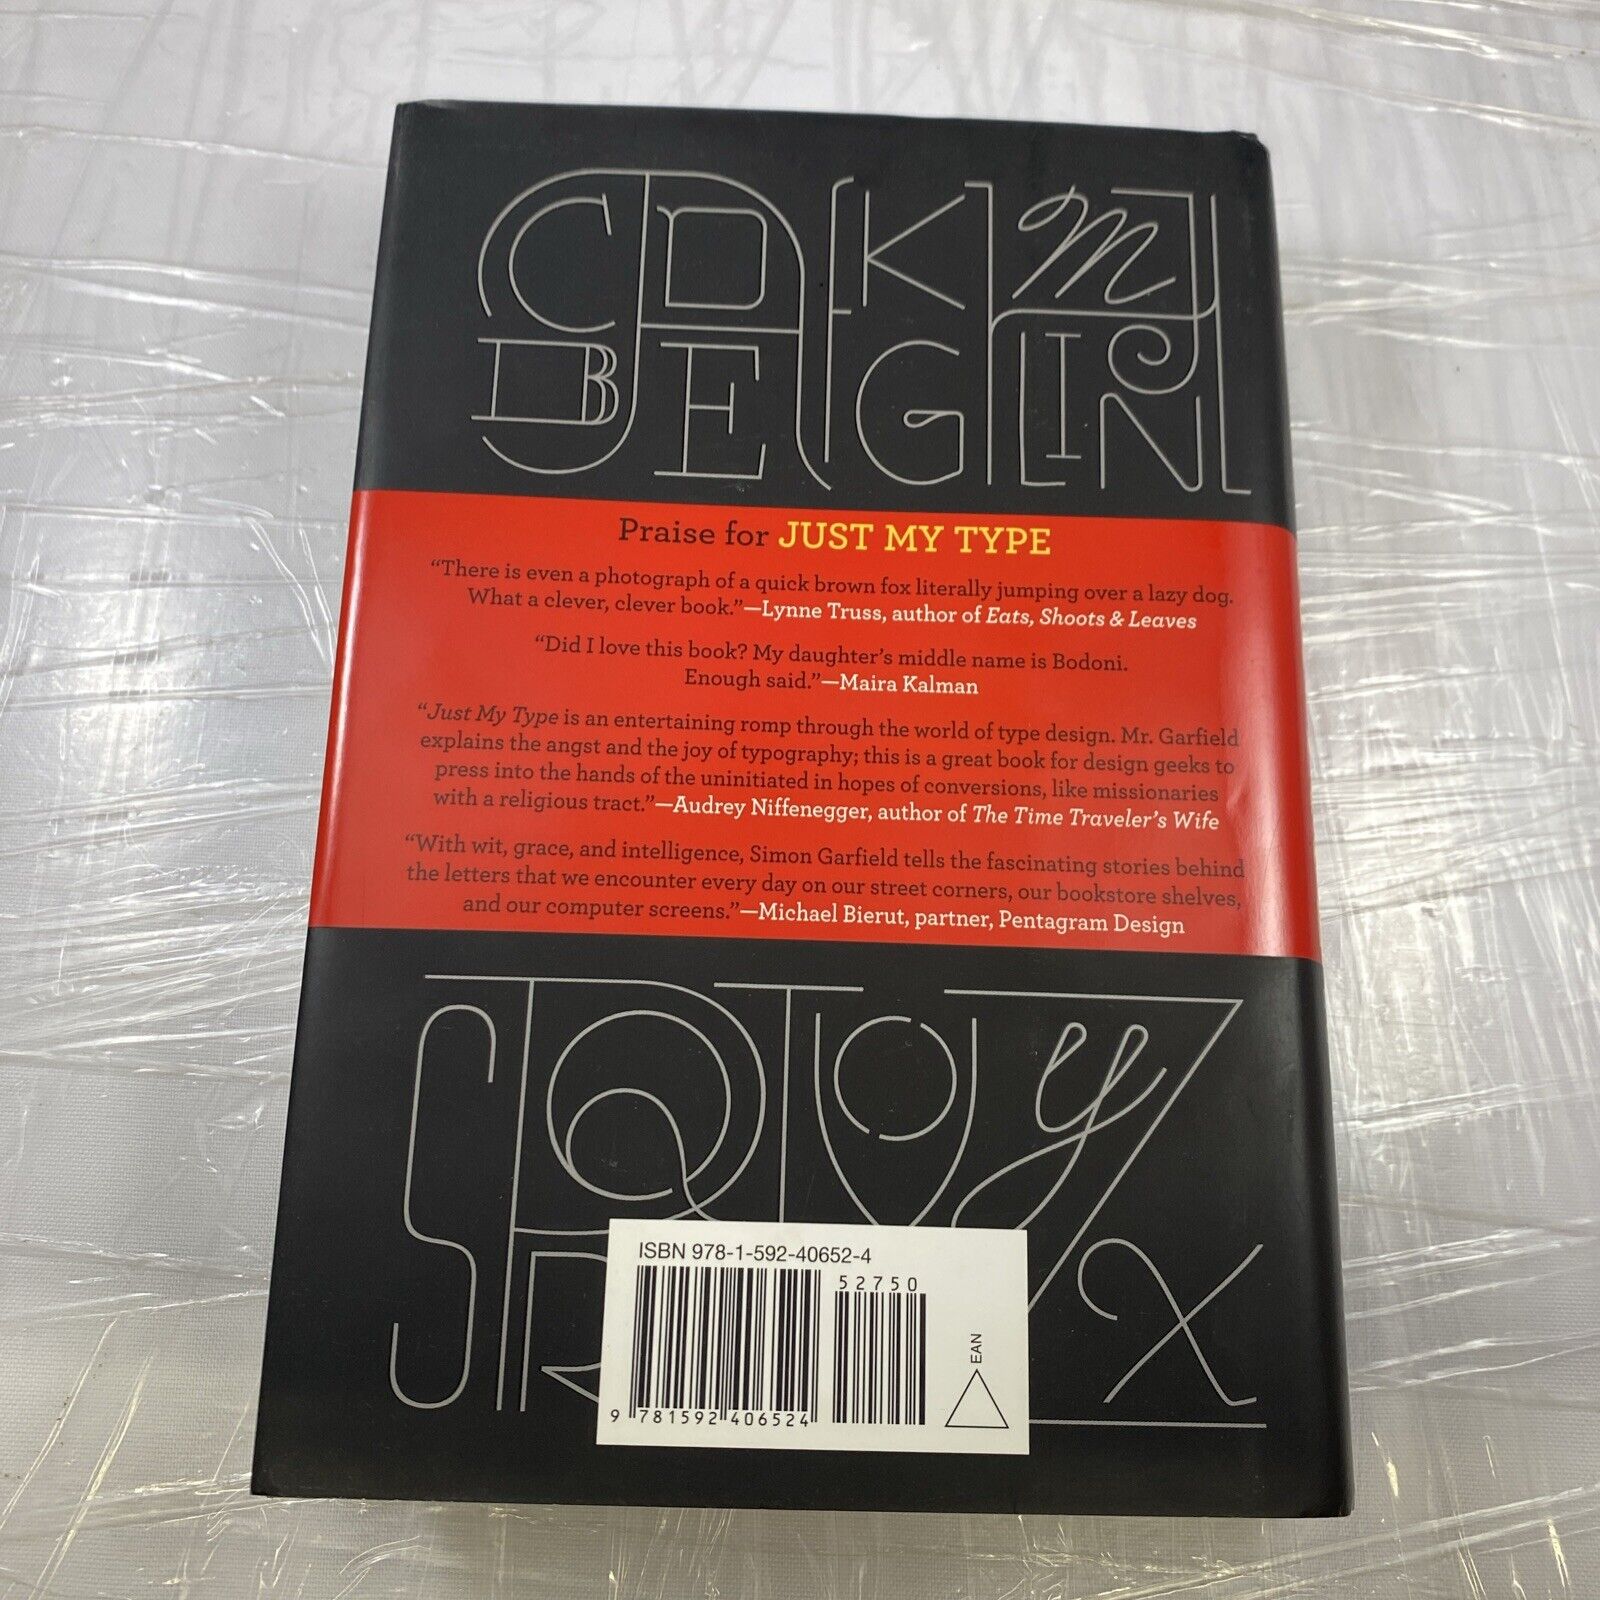 C D A F K M J
B E G L I N
Praise for JUST MY TYPE
“There is even a photograph of a quick brown fox literally jumping over a lazy dog.
What a clever, clever book.”—Lynne Truss, author of Eats, Shoots & Leaves
“Did I love this book? My daughter’s middle name is Bodoni.
Enough said.”—Maira Kalman
“Just My Type is an entertaining romp through the world of type design. Mr. Garfield
explains the angst and the joy of typography; this is a great book for design geeks to
press into the hands of the uninitiated in hopes of conversions, like missionaries
with a religious tract.”—Audrey Niffenegger, author of The Time Traveler’s Wife
“With wit, grace, and intelligence, Simon Garfield tells the fascinating stories behind
the letters that we encounter every day on our street corners, our bookstore shelves,
and our computer screens.”—Michael Bierut, partner, Pentagram Design
S P Q T U O y Z
R x
ISBN 978-1-592-40652-4
52750
9 781592 406524
EAN